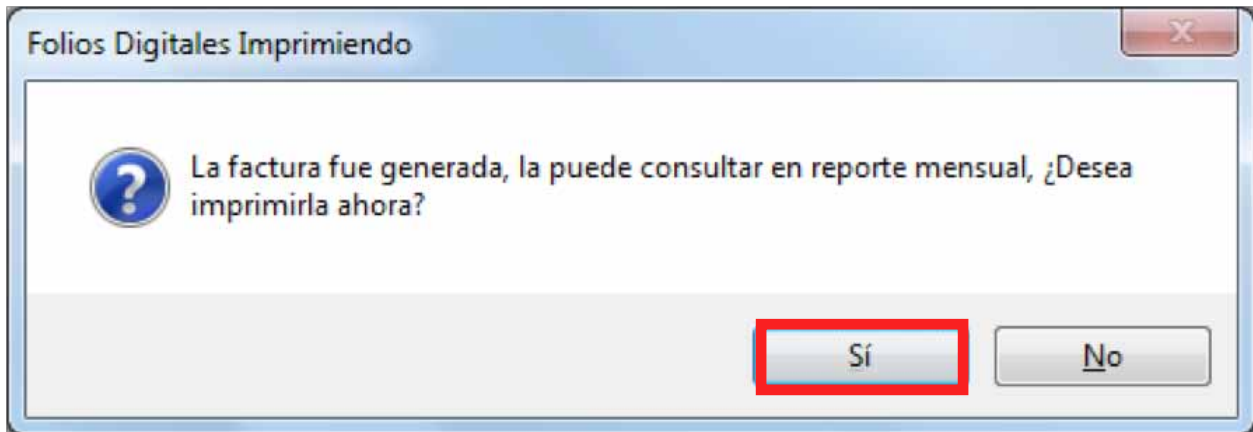 Folios Digitales Imprimiendo
La factura fue generada, la puede consultar en reporte mensual, ¿Desea
imprimirla ahora?
Sí
No